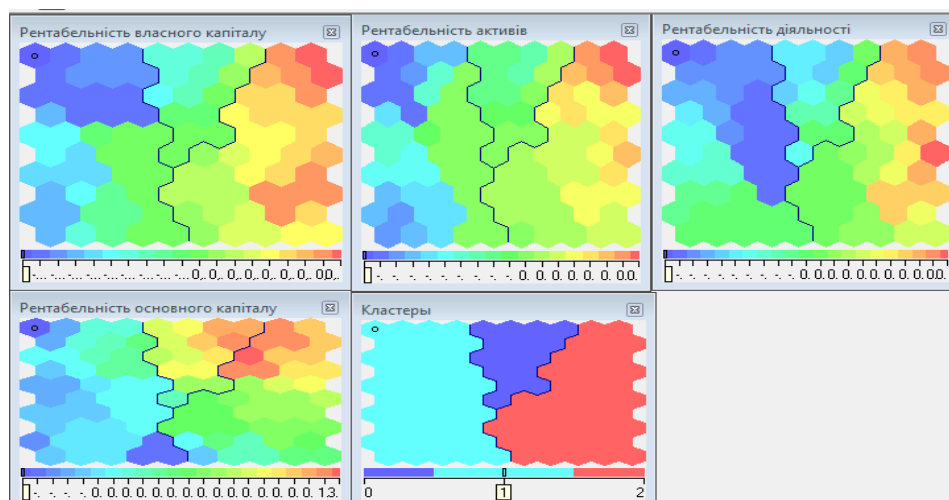 Рентабельність власного капіталу
Рентабельність активів
Рентабельність діяльності
Рентабельність основного капіталу
Кластеры
0
1
2